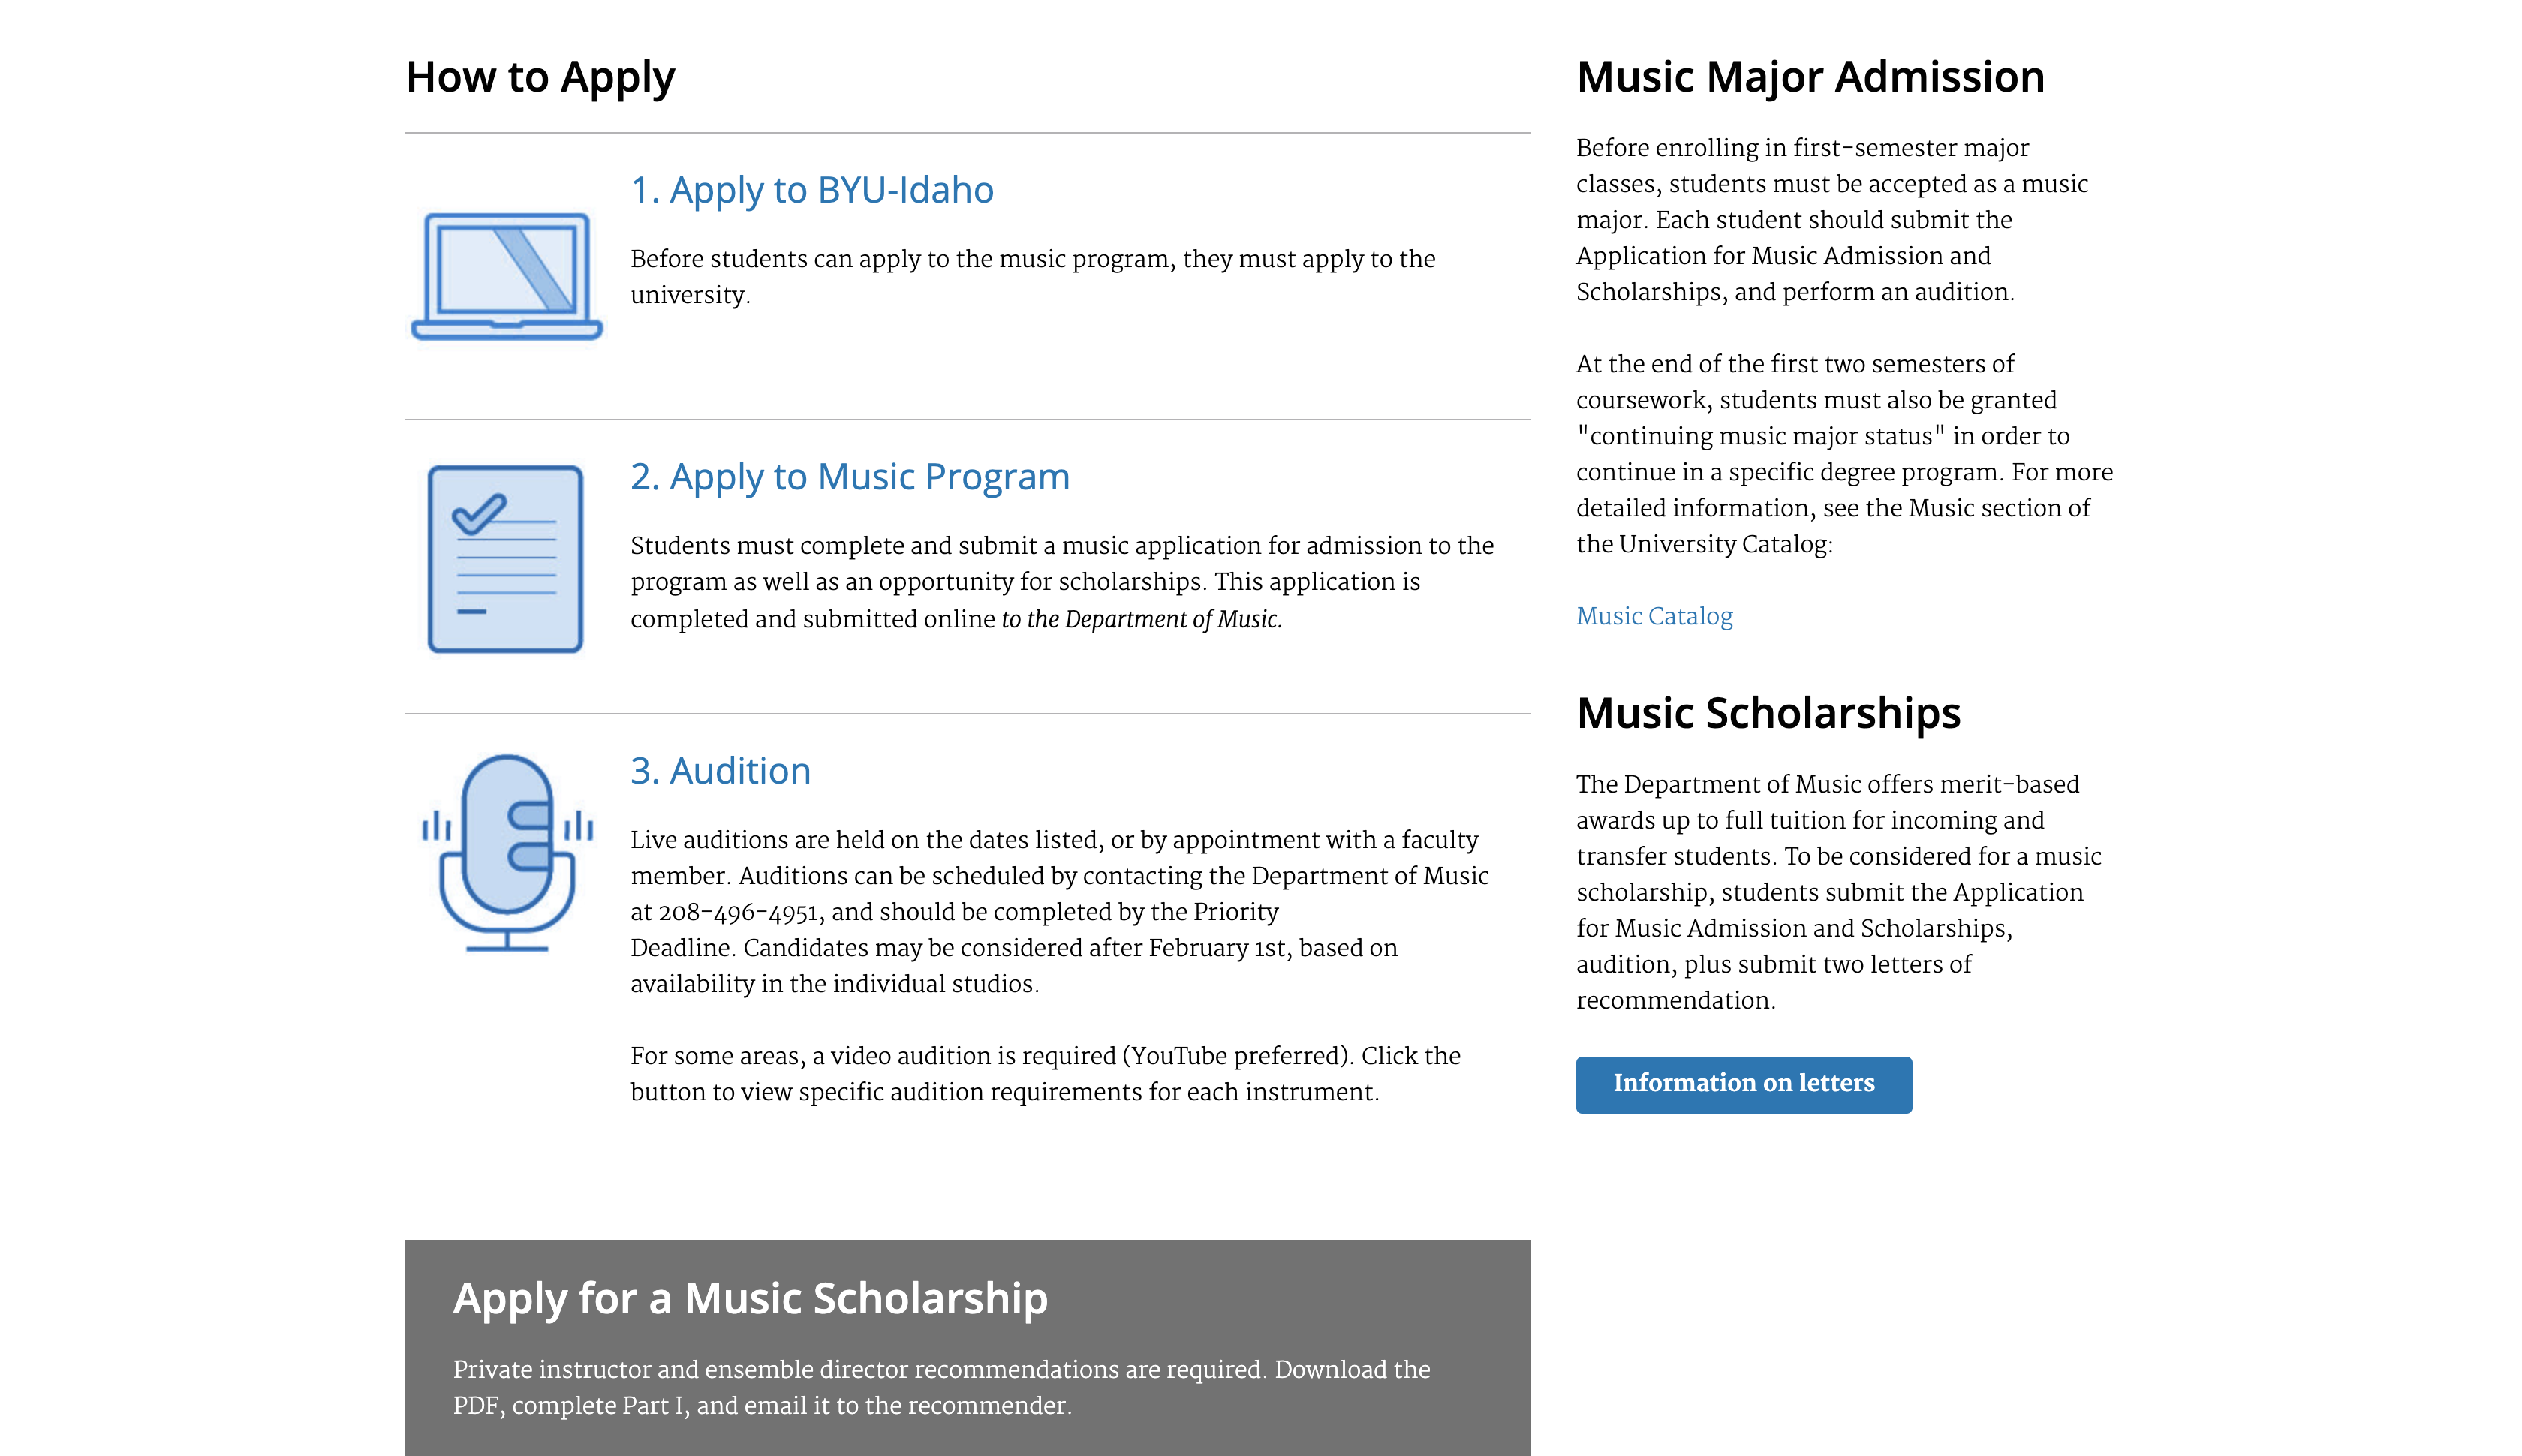 How to Apply
1. Apply to BYU-Idaho
Before students can apply to the music program, they must apply to the
university.
2. Apply to Music Program
Students must complete and submit a music application for admission to the
program as well as an opportunity for scholarships. This application is
completed and submitted online to the Department of Music.
3. Audition
Live auditions are held on the dates listed, or by appointment with a faculty
member. Auditions can be scheduled by contacting the Department of Music
at 208-496-4951, and should be completed by the Priority
Deadline. Candidates may be considered after February 1st, based on
availability in the individual studios.
For some areas, a video audition is required (YouTube preferred). Click the
button to view specific audition requirements for each instrument.
Apply for a Music Scholarship
Private instructor and ensemble director recommendations are required. Download the
PDF, complete Part I, and email it to the recommender.
Music Major Admission
Before enrolling in first-semester major
classes, students must be accepted as a music
major. Each student should submit the
Application for Music Admission and
Scholarships, and perform an audition.
At the end of the first two semesters of
coursework, students must also be granted
"continuing music major status" in order to
continue in a specific degree program. For more
detailed information, see the Music section of
the University Catalog:
Music Catalog
Music Scholarships
The Department of Music offers merit-based
awards up to full tuition for incoming and
transfer students. To be considered for a music
scholarship, students submit the Application
for Music Admission and Scholarships,
audition, plus submit two letters of
recommendation.
Information on letters